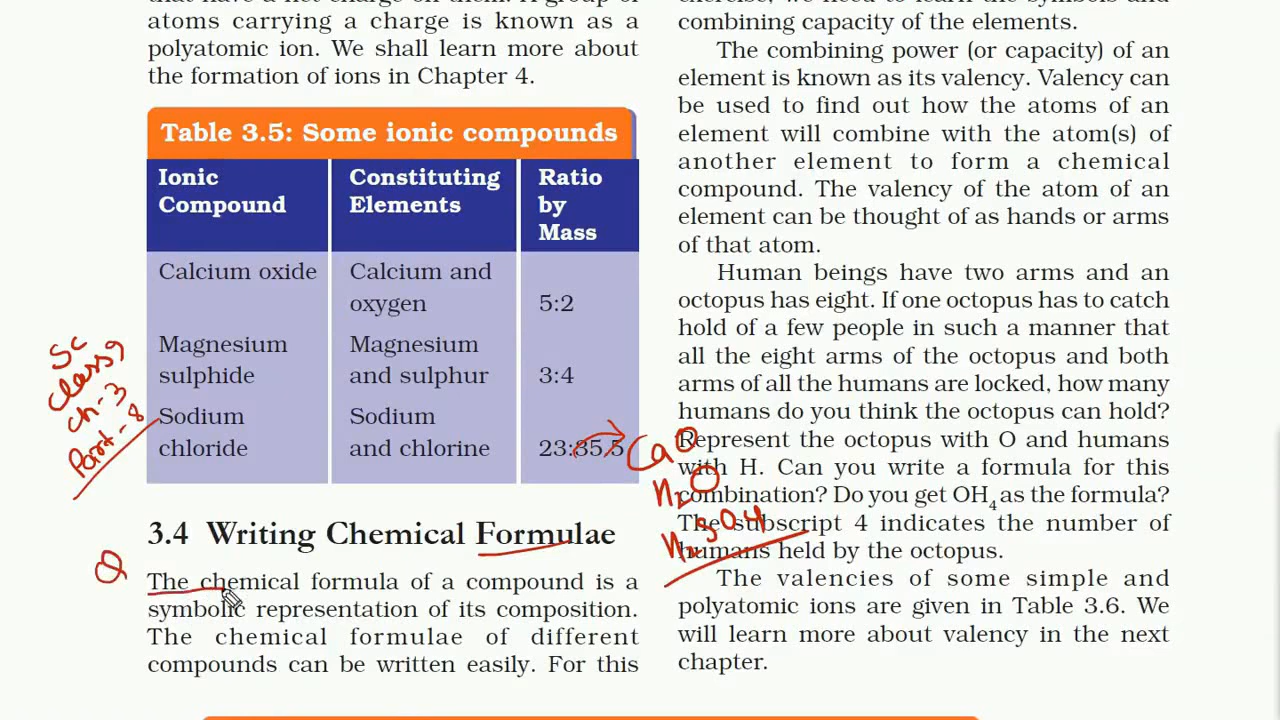 that have a net charge on them. A group of
atoms carrying a charge is known as a
polyatomic ion. We shall learn more about
the formation of ions in Chapter 4.
Table 3.5: Some ionic compounds
Ionic Compound
Constituting Elements
Ratio by Mass
Calcium oxide
Calcium and oxygen
5:2
Magnesium sulphide
Magnesium and sulphur
3:4
Sodium chloride
Sodium and chlorine
23:35.5
Sc
class 9
ch-3
Part-8
3.4 Writing Chemical Formulae
Q
The chemical formula of a compound is a
symbolic representation of its composition.
The chemical formulae of different
compounds can be written easily. For this
exercise, we need to learn the symbols and
combining capacity of the elements.
The combining power (or capacity) of an
element is known as its valency. Valency can
be used to find out how the atoms of an
element will combine with the atom(s) of
another element to form a chemical
compound. The valency of the atom of an
element can be thought of as hands or arms
of that atom.
Human beings have two arms and an
octopus has eight. If one octopus has to catch
hold of a few people in such a manner that
all the eight arms of the octopus and both
arms of all the humans are locked, how many
humans do you think the octopus can hold?
Represent the octopus with O and humans
with H. Can you write a formula for this
combination? Do you get OH₄ as the formula?
The subscript 4 indicates the number of
humans held by the octopus.
The valencies of some simple and
polyatomic ions are given in Table 3.6. We
will learn more about valency in the next
chapter.
CaO
H₂O
H₂SO4